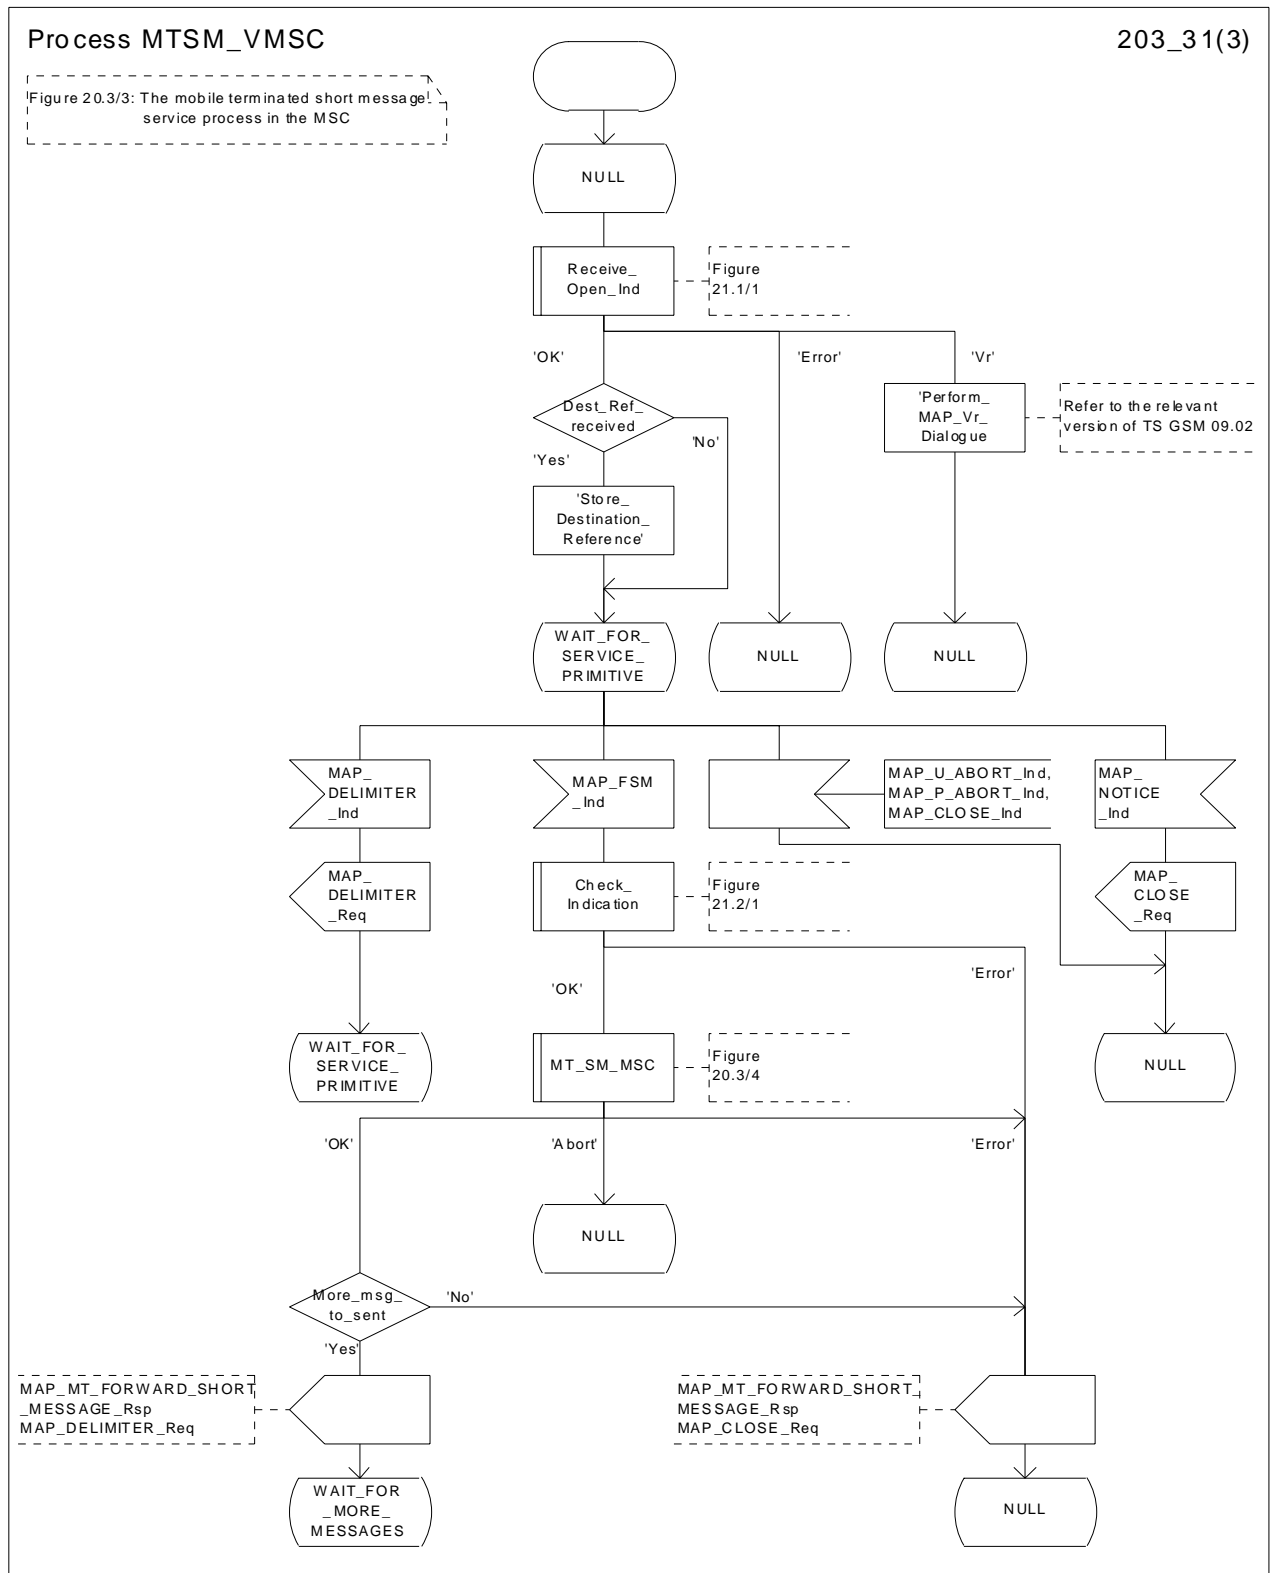 Process MTSM_VMSC
203_31(3)
Figure 20.3/3: The mobile terminated short message
service process in the MSC
NULL
Receive_
Open_Ind
Figure
21.1/1
'OK'
'Error'
'Vr'
Dest_Ref_
received
'Perform_
MAP_Vr_
Dialogue
Refer to the relevant
version of TS GSM 09.02
'No'
'Yes'
'Store_
Destination_
Reference'
WAIT_FOR_
SERVICE_
PRIMITIVE
NULL
NULL
MAP_
DELIMITER
_Ind
MAP_FSM
_Ind
MAP_U_ABORT_Ind,
MAP_P_ABORT_Ind,
MAP_CLOSE_Ind
MAP_
NOTICE
_Ind
MAP_
DELIMITER
_Req
Check_
Indication
Figure
21.2/1
MAP_
CLOSE
_Req
'Error'
'OK'
WAIT_FOR_
SERVICE_
PRIMITIVE
MT_SM_MSC
Figure
20.3/4
NULL
'OK'
'Abort'
'Error'
NULL
More_msg_
to_sent
'No'
'Yes'
MAP_MT_FORWARD_SHORT
_MESSAGE_Rsp
MAP_DELIMITER_Req
MAP_MT_FORWARD_SHORT_
MESSAGE_Rsp
MAP_CLOSE_Req
WAIT_FOR
_MORE_
MESSAGES
NULL